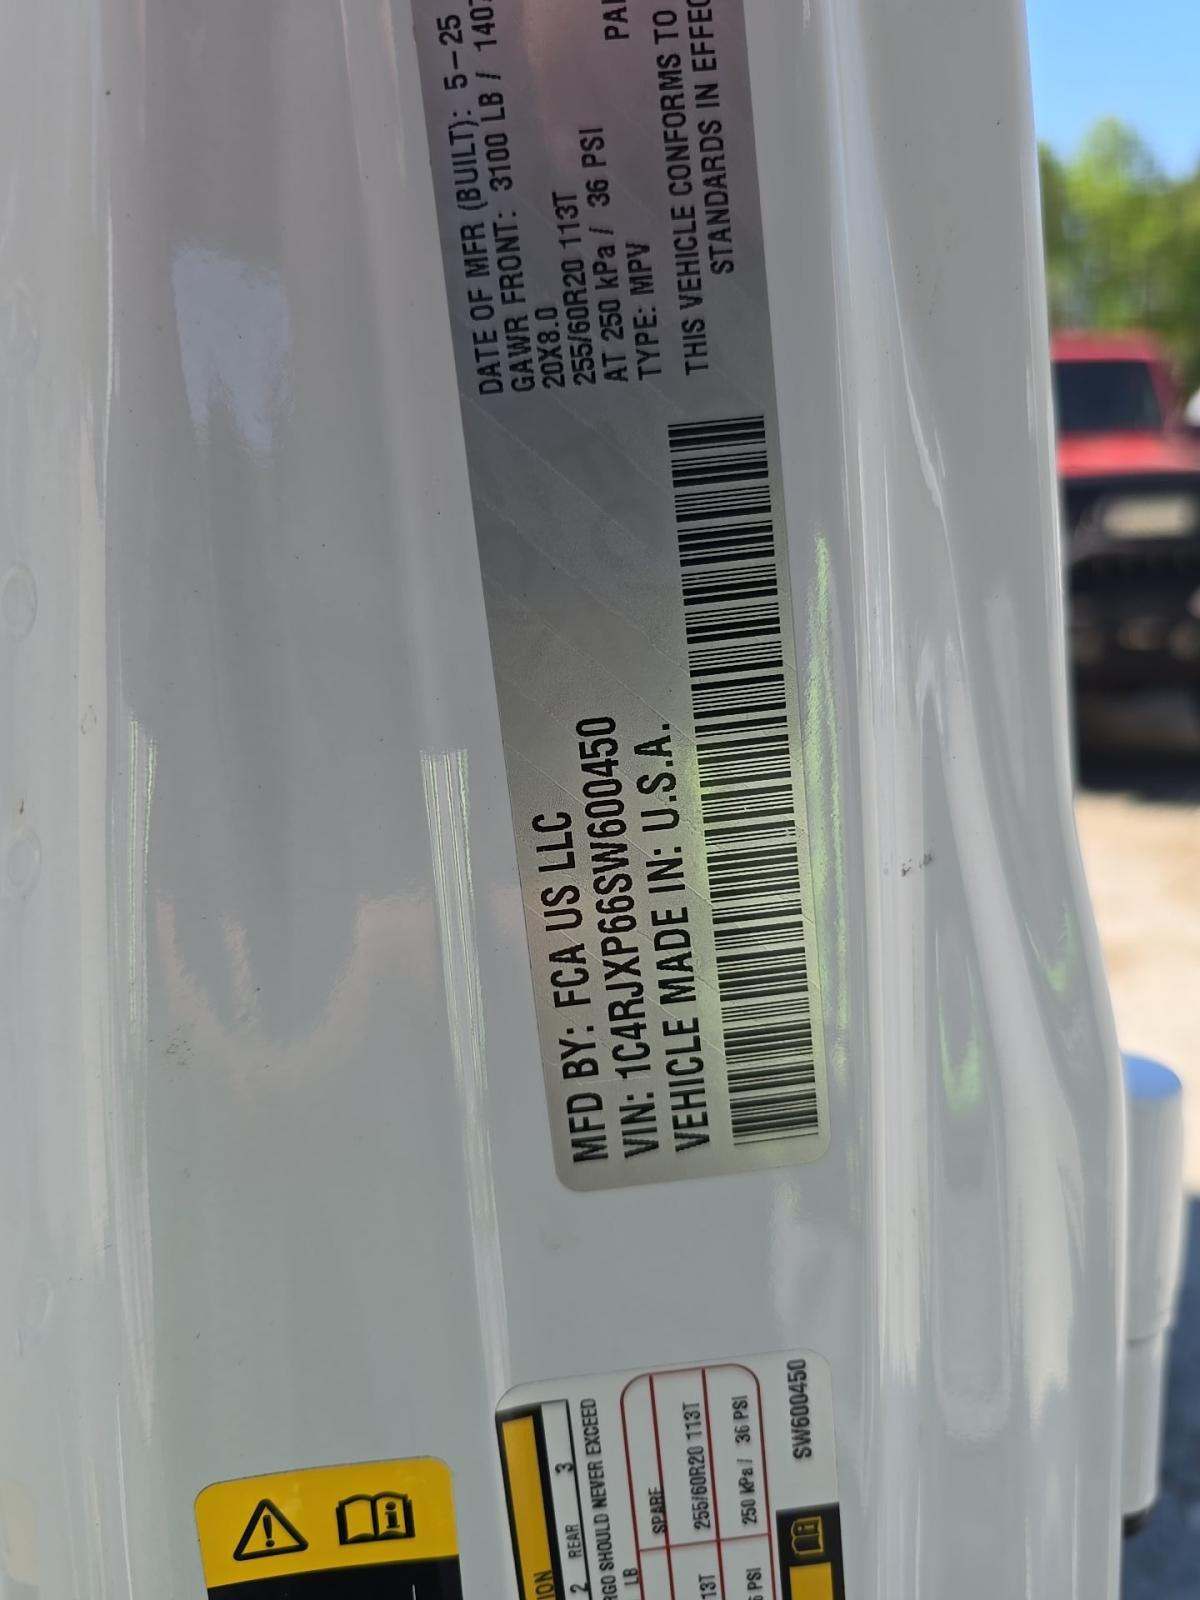 MFD BY: FCA US LLC
VIN: 1C4RJXP66SW600450
VEHICLE MADE IN: U.S.A.
DATE OF MFR (BUILT): 5-25
GAWR FRONT: 3100 LB / 1407
20X8.0
255/60R20 113T
AT 250 kPa / 36 PSI
TYPE: MPV
THIS VEHICLE CONFORMS TO
STANDARDS IN
2 REAR 3
SHOULD NEVER EXCEED
LB
SPARE
13T 255/60R20 113T
PSI 250 kPa / 36 PSI
SW600450